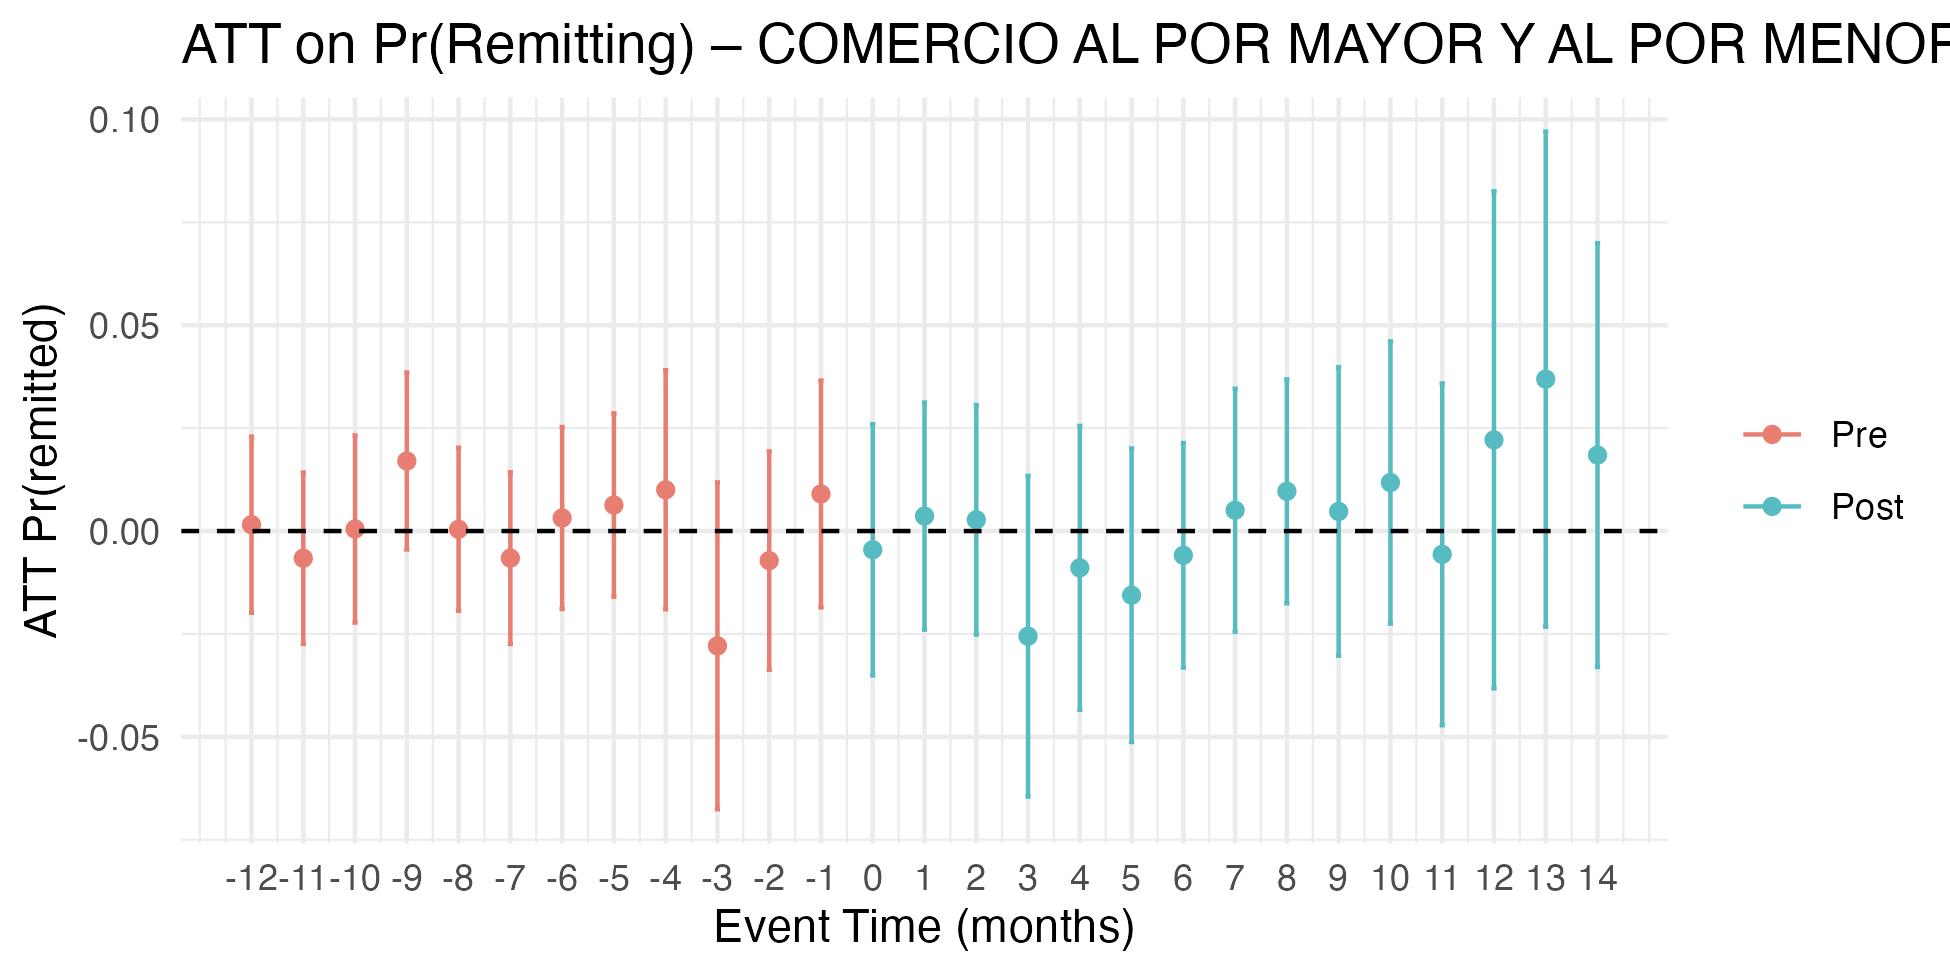 ATT on Pr(Remitting) – COMERCIO AL POR MAYOR Y AL POR MENOR
ATT Pr(remitted)
0.10
0.05
0.00
-0.05
-12 -11 -10 -9 -8 -7 -6 -5 -4 -3 -2 -1 0 1 2 3 4 5 6 7 8 9 10 11 12 13 14
Event Time (months)
Pre
Post